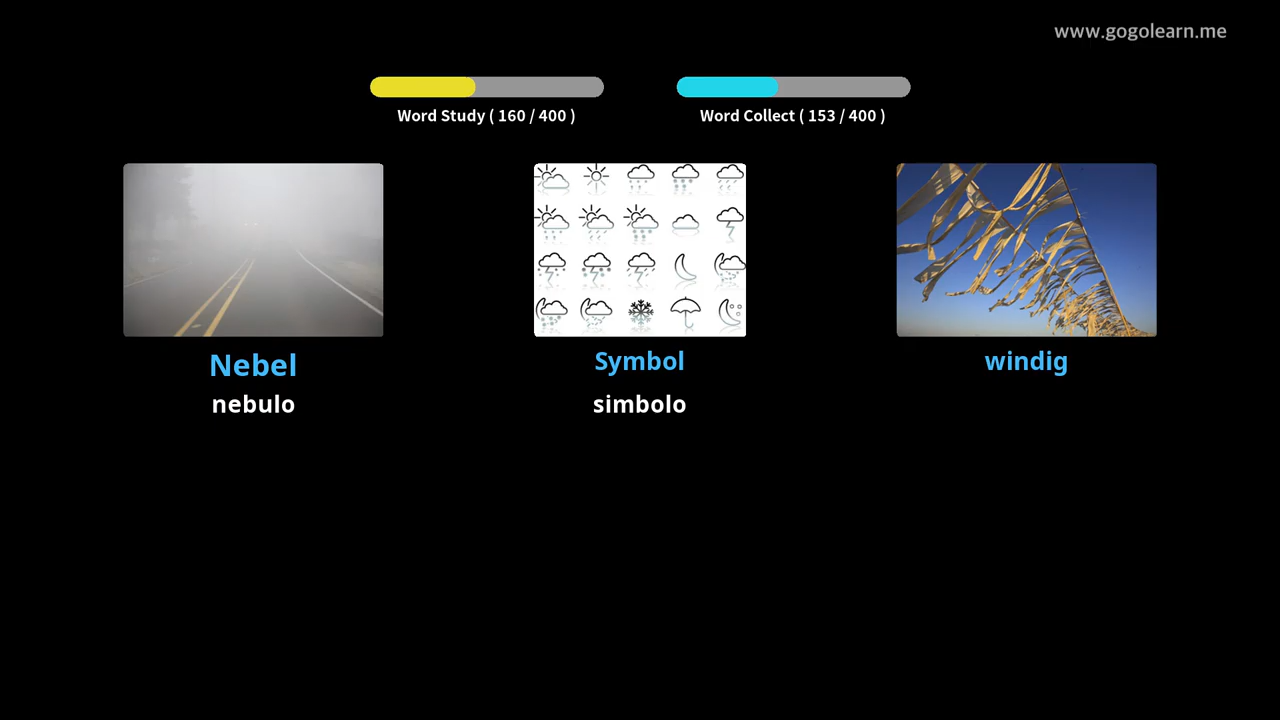 www.gogolearn.me
Word Study ( 160 / 400 )
Word Collect ( 153 / 400 )
Nebel
nebulo
Symbol
simbolo
windig